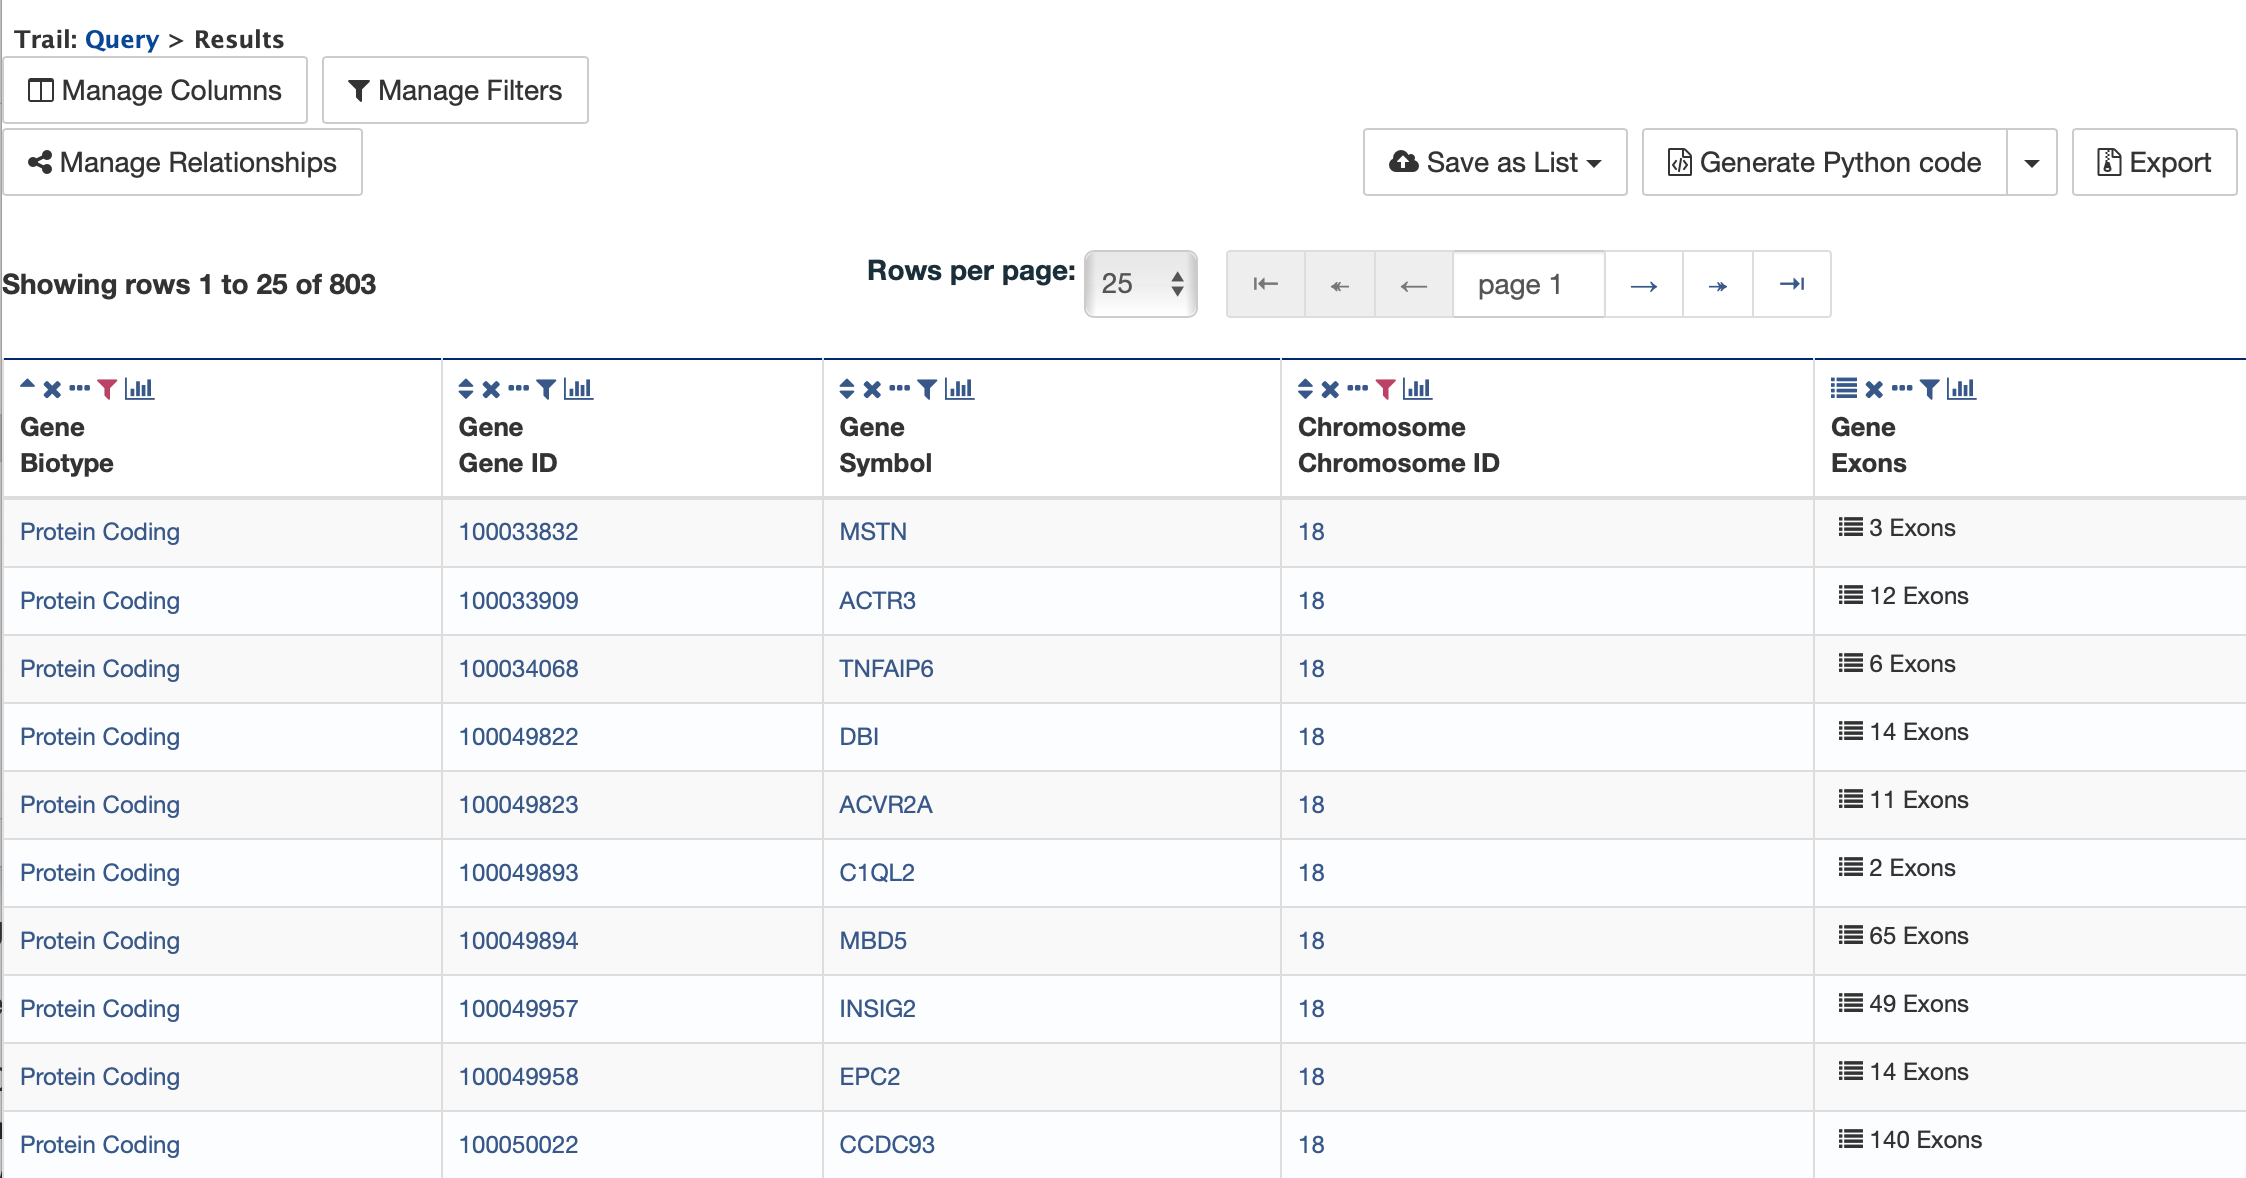 Trail: Query > Results
Manage Columns Manage Filters
Manage Relationships Save as List Generate Python code Export
Showing rows 1 to 25 of 803 Rows per page: 25 page 1
Gene Biotype Gene Gene ID Gene Symbol Chromosome Chromosome ID Gene Exons
Protein Coding 100033832 MSTN 18 3 Exons
Protein Coding 100033909 ACTR3 18 12 Exons
Protein Coding 100034068 TNFAIP6 18 6 Exons
Protein Coding 100049822 DBI 18 14 Exons
Protein Coding 100049823 ACVR2A 18 11 Exons
Protein Coding 100049893 C1QL2 18 2 Exons
Protein Coding 100049894 MBD5 18 65 Exons
Protein Coding 100049957 INSIG2 18 49 Exons
Protein Coding 100049958 EPC2 18 14 Exons
Protein Coding 100050022 CCDC93 18 140 Exons